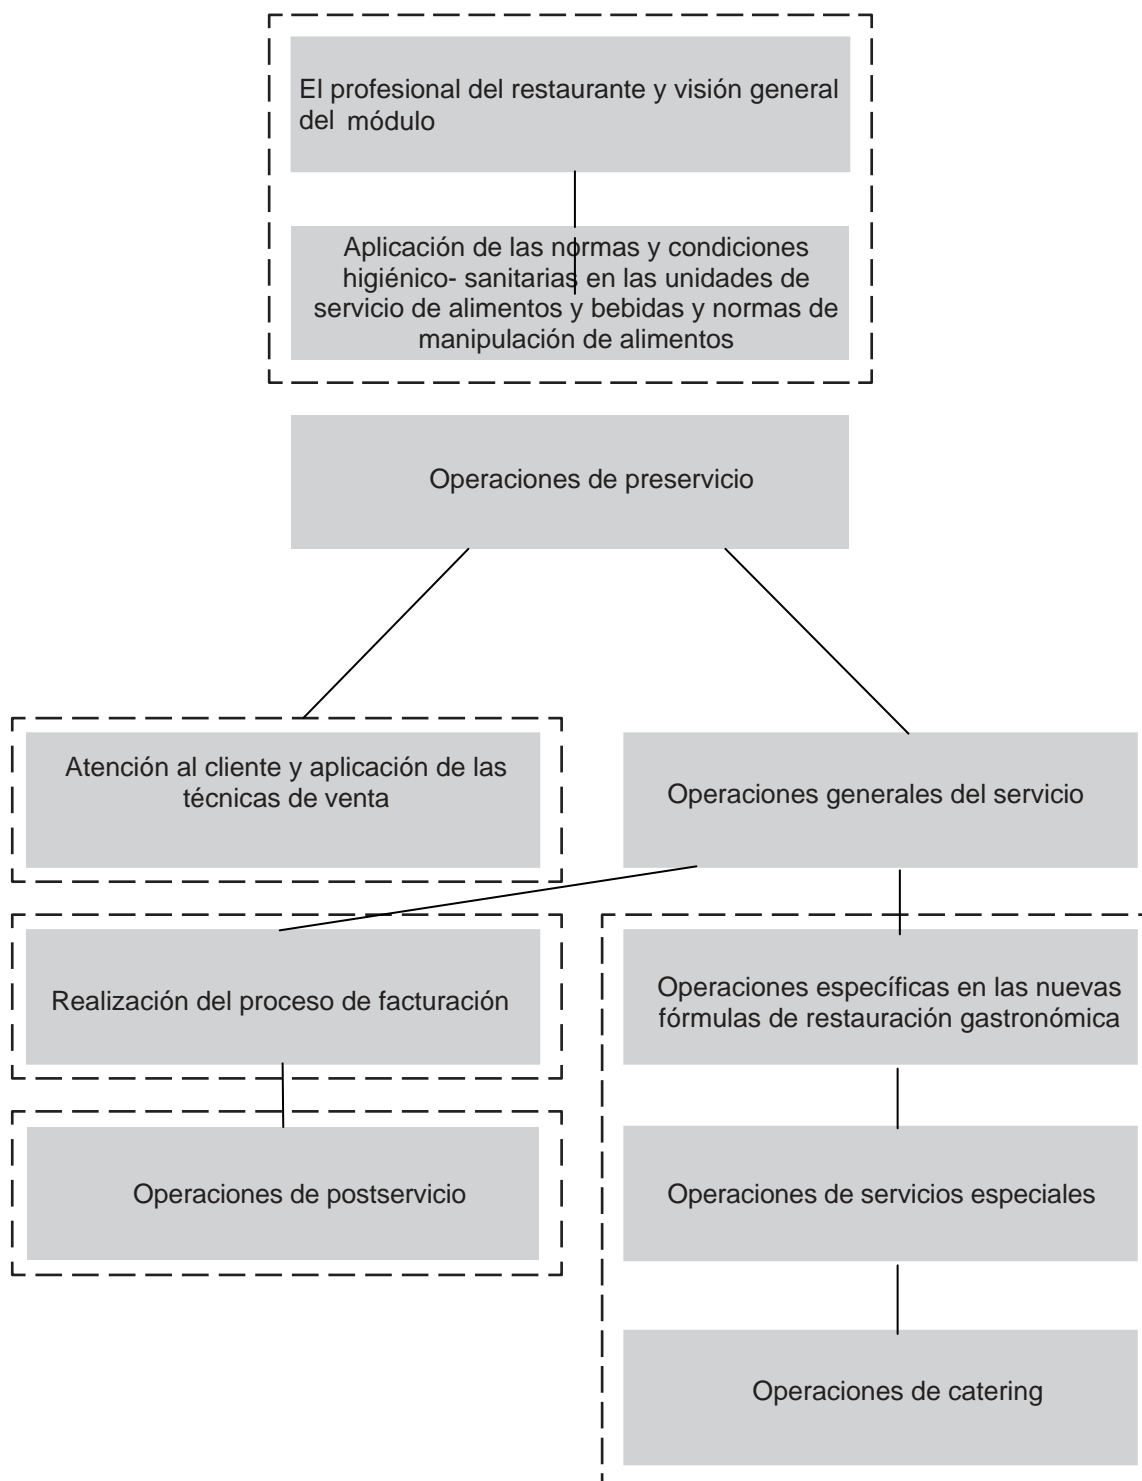 El profesional del restaurante y visión general
del módulo
Aplicación de las normas y condiciones
higiénico- sanitarias en las unidades de
servicio de alimentos y bebidas y normas de
manipulación de alimentos
Operaciones de preservicio
Atención al cliente y aplicación de las
técnicas de venta
Operaciones generales del servicio
Realización del proceso de facturación
Operaciones específicas en las nuevas
fórmulas de restauración gastronómica
Operaciones de postservicio
Operaciones de servicios especiales
Operaciones de catering